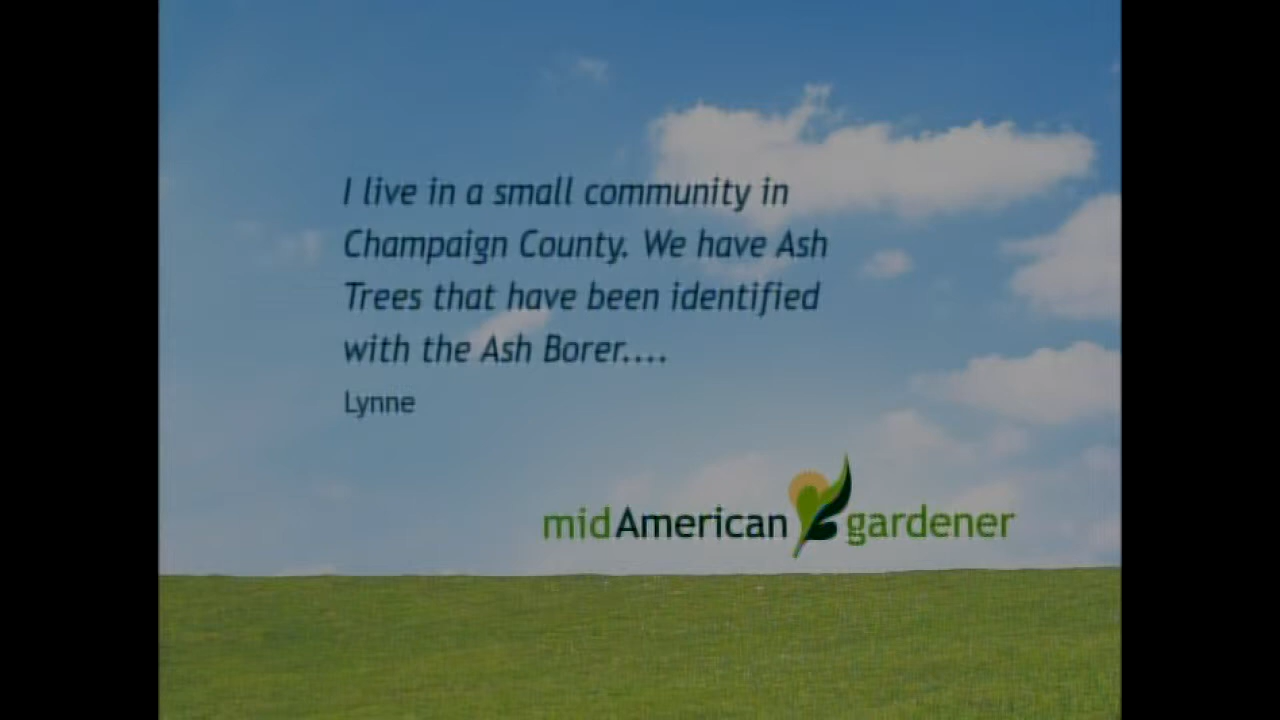 I live in a small community in
Champaign County. We have Ash
Trees that have been identified
with the Ash Borer....
Lynne
midAmerican gardener